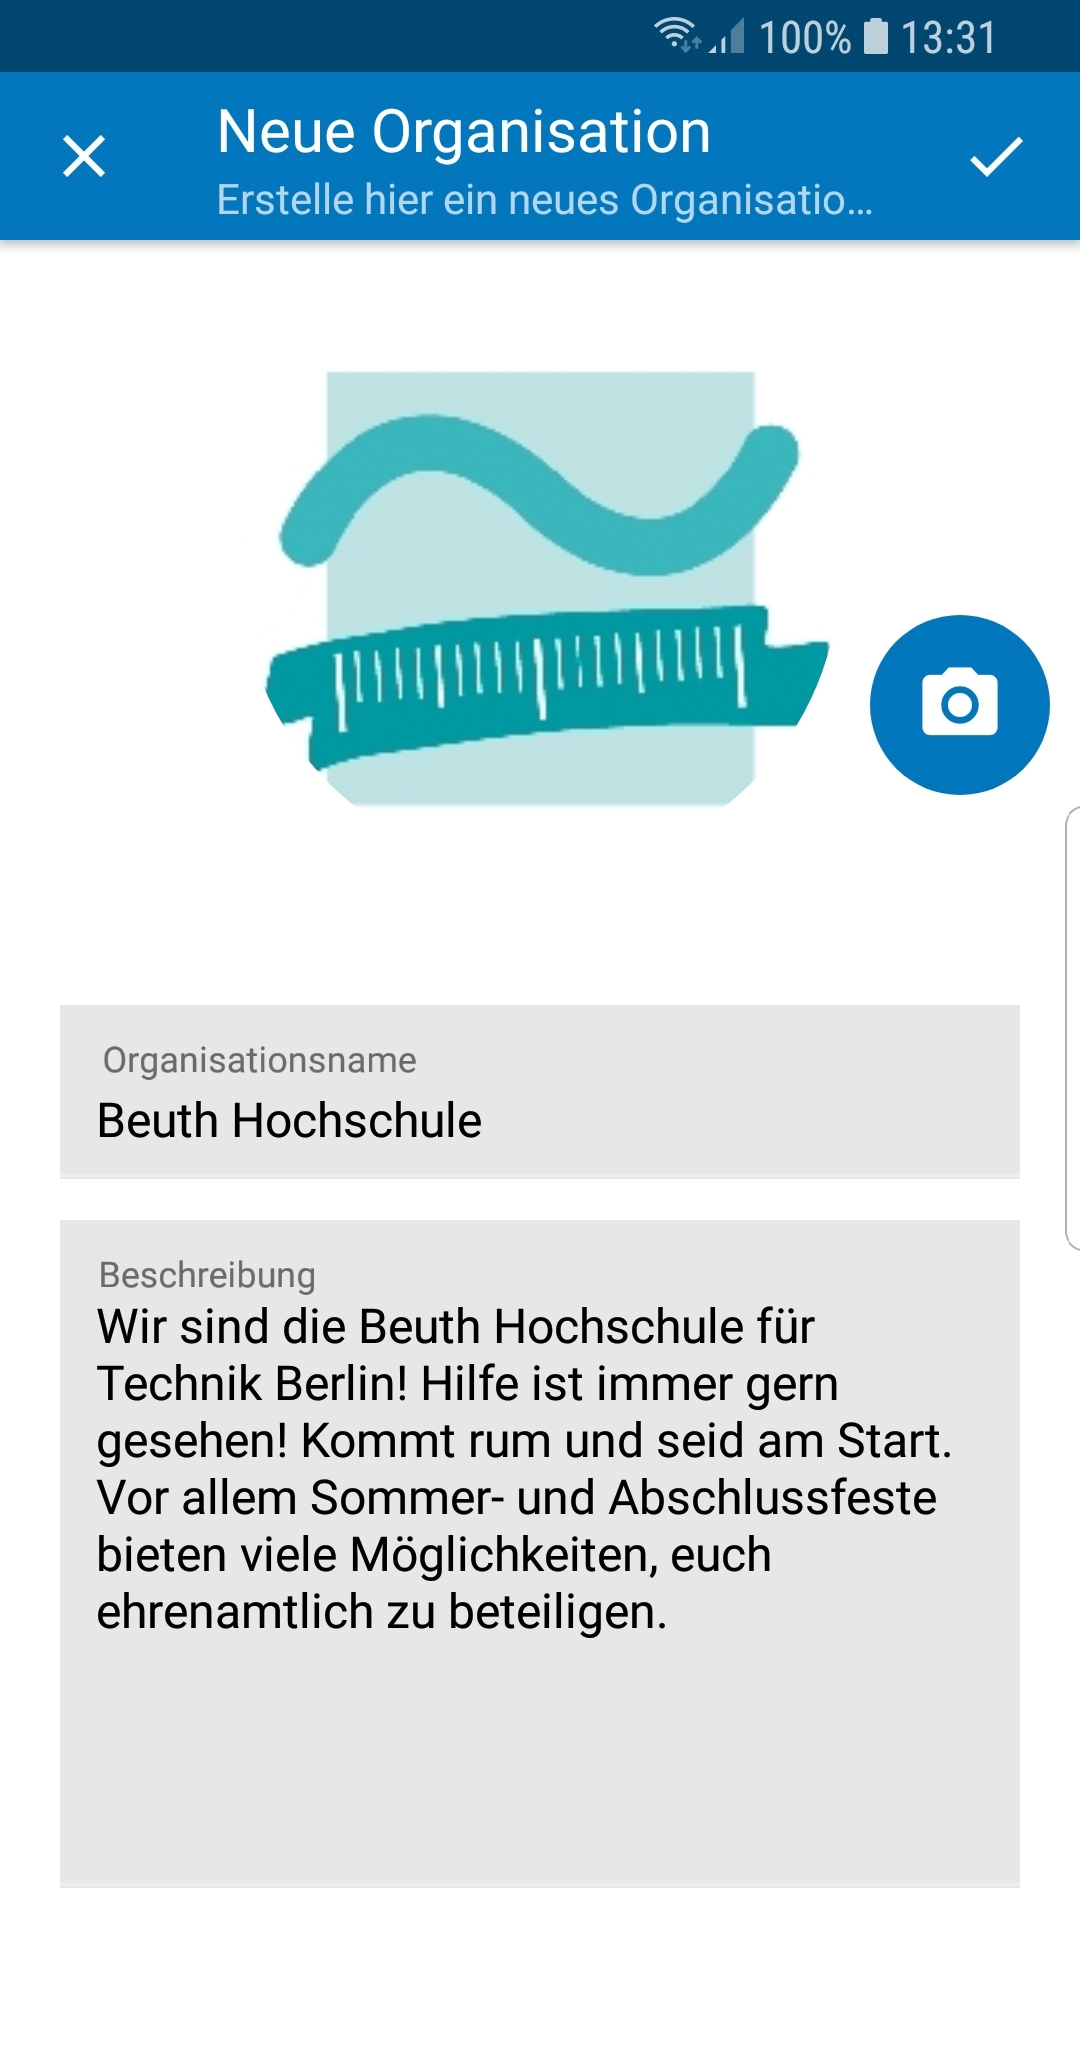 100% 13:31
Neue Organisation
Erstelle hier ein neues Organisatio...
Organisationsname
Beuth Hochschule
Beschreibung
Wir sind die Beuth Hochschule für
Technik Berlin! Hilfe ist immer gern
gesehen! Kommt rum und seid am Start.
Vor allem Sommer- und Abschlussfeste
bieten viele Möglichkeiten, euch
ehrenamtlich zu beteiligen.